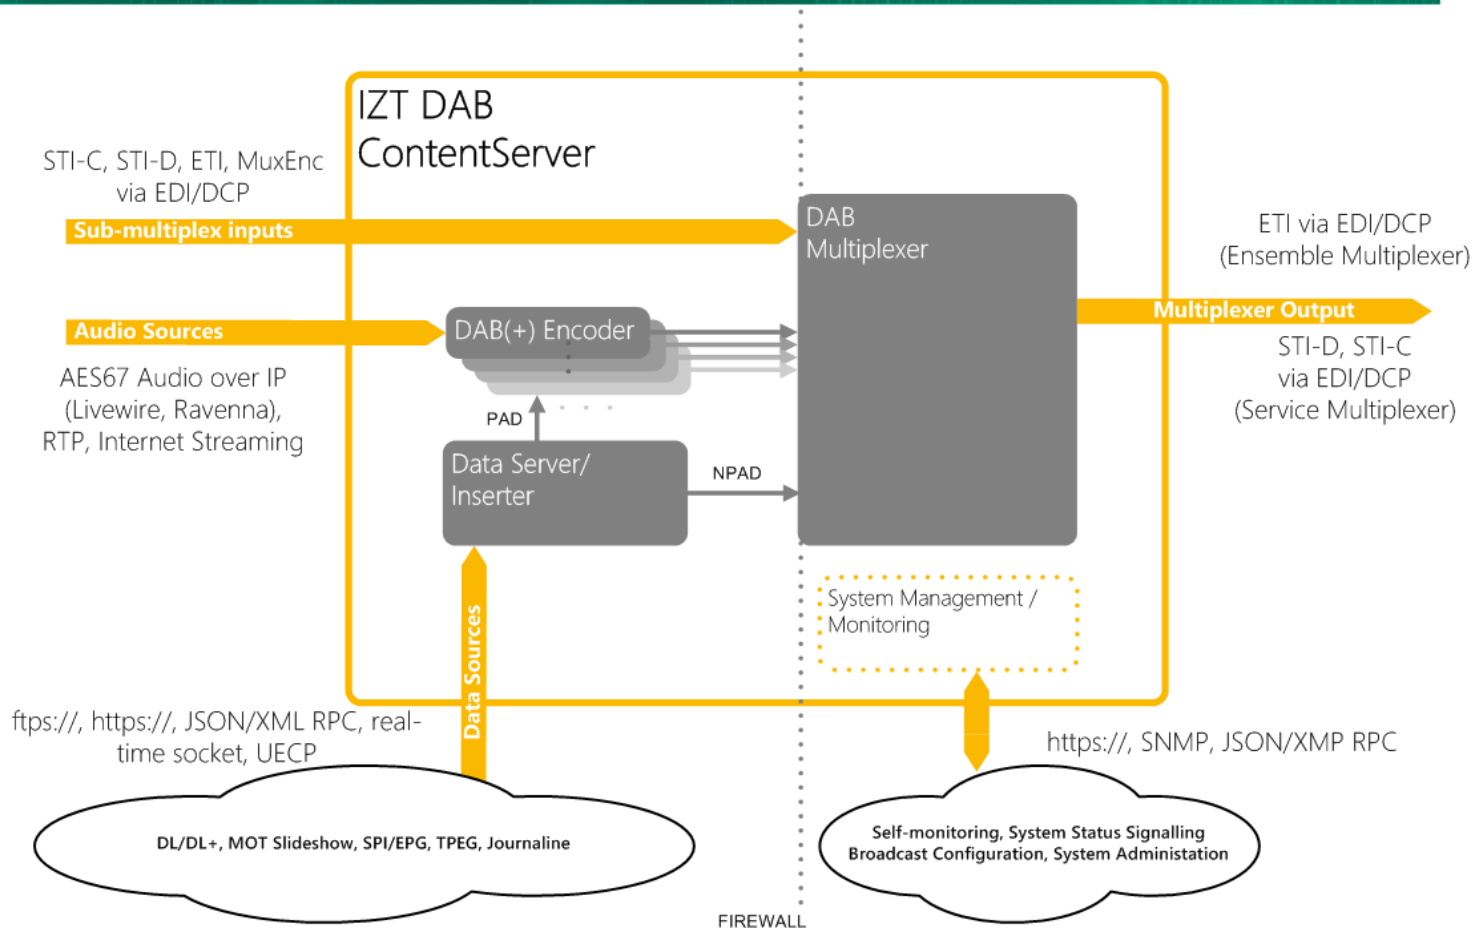 IZT DAB
ContentServer
STI-C, STI-D, ETI, MuxEnc
via EDI/DCP
Sub-multiplex inputs
DAB
Multiplexer
ETI via EDI/DCP
(Ensemble Multiplexer)
Multiplexer Output
STI-D, STI-C
via EDI/DCP
(Service Multiplexer)
Audio Sources
DAB(+) Encoder
AES67 Audio over IP
(Livewire, Ravenna),
RTP, Internet Streaming
PAD
Data Server/
Inserter
NPAD
System Management /
Monitoring
Data Sources
ftps://, https://, JSON/XML RPC, real-
time socket, UECP
https://, SNMP, JSON/XMP RPC
DL/DL+, MOT Slideshow, SPI/EPG, TPEG, Journaline
Self-monitoring, System Status Signalling
Broadcast Configuration, System Administation
FIREWALL